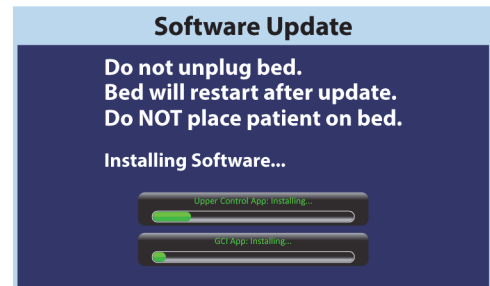 Software Update
Do not unplug bed.
Bed will restart after update.
Do NOT place patient on bed.
Installing Software...
Upper Control App: Installing...
GCI App: Installing...